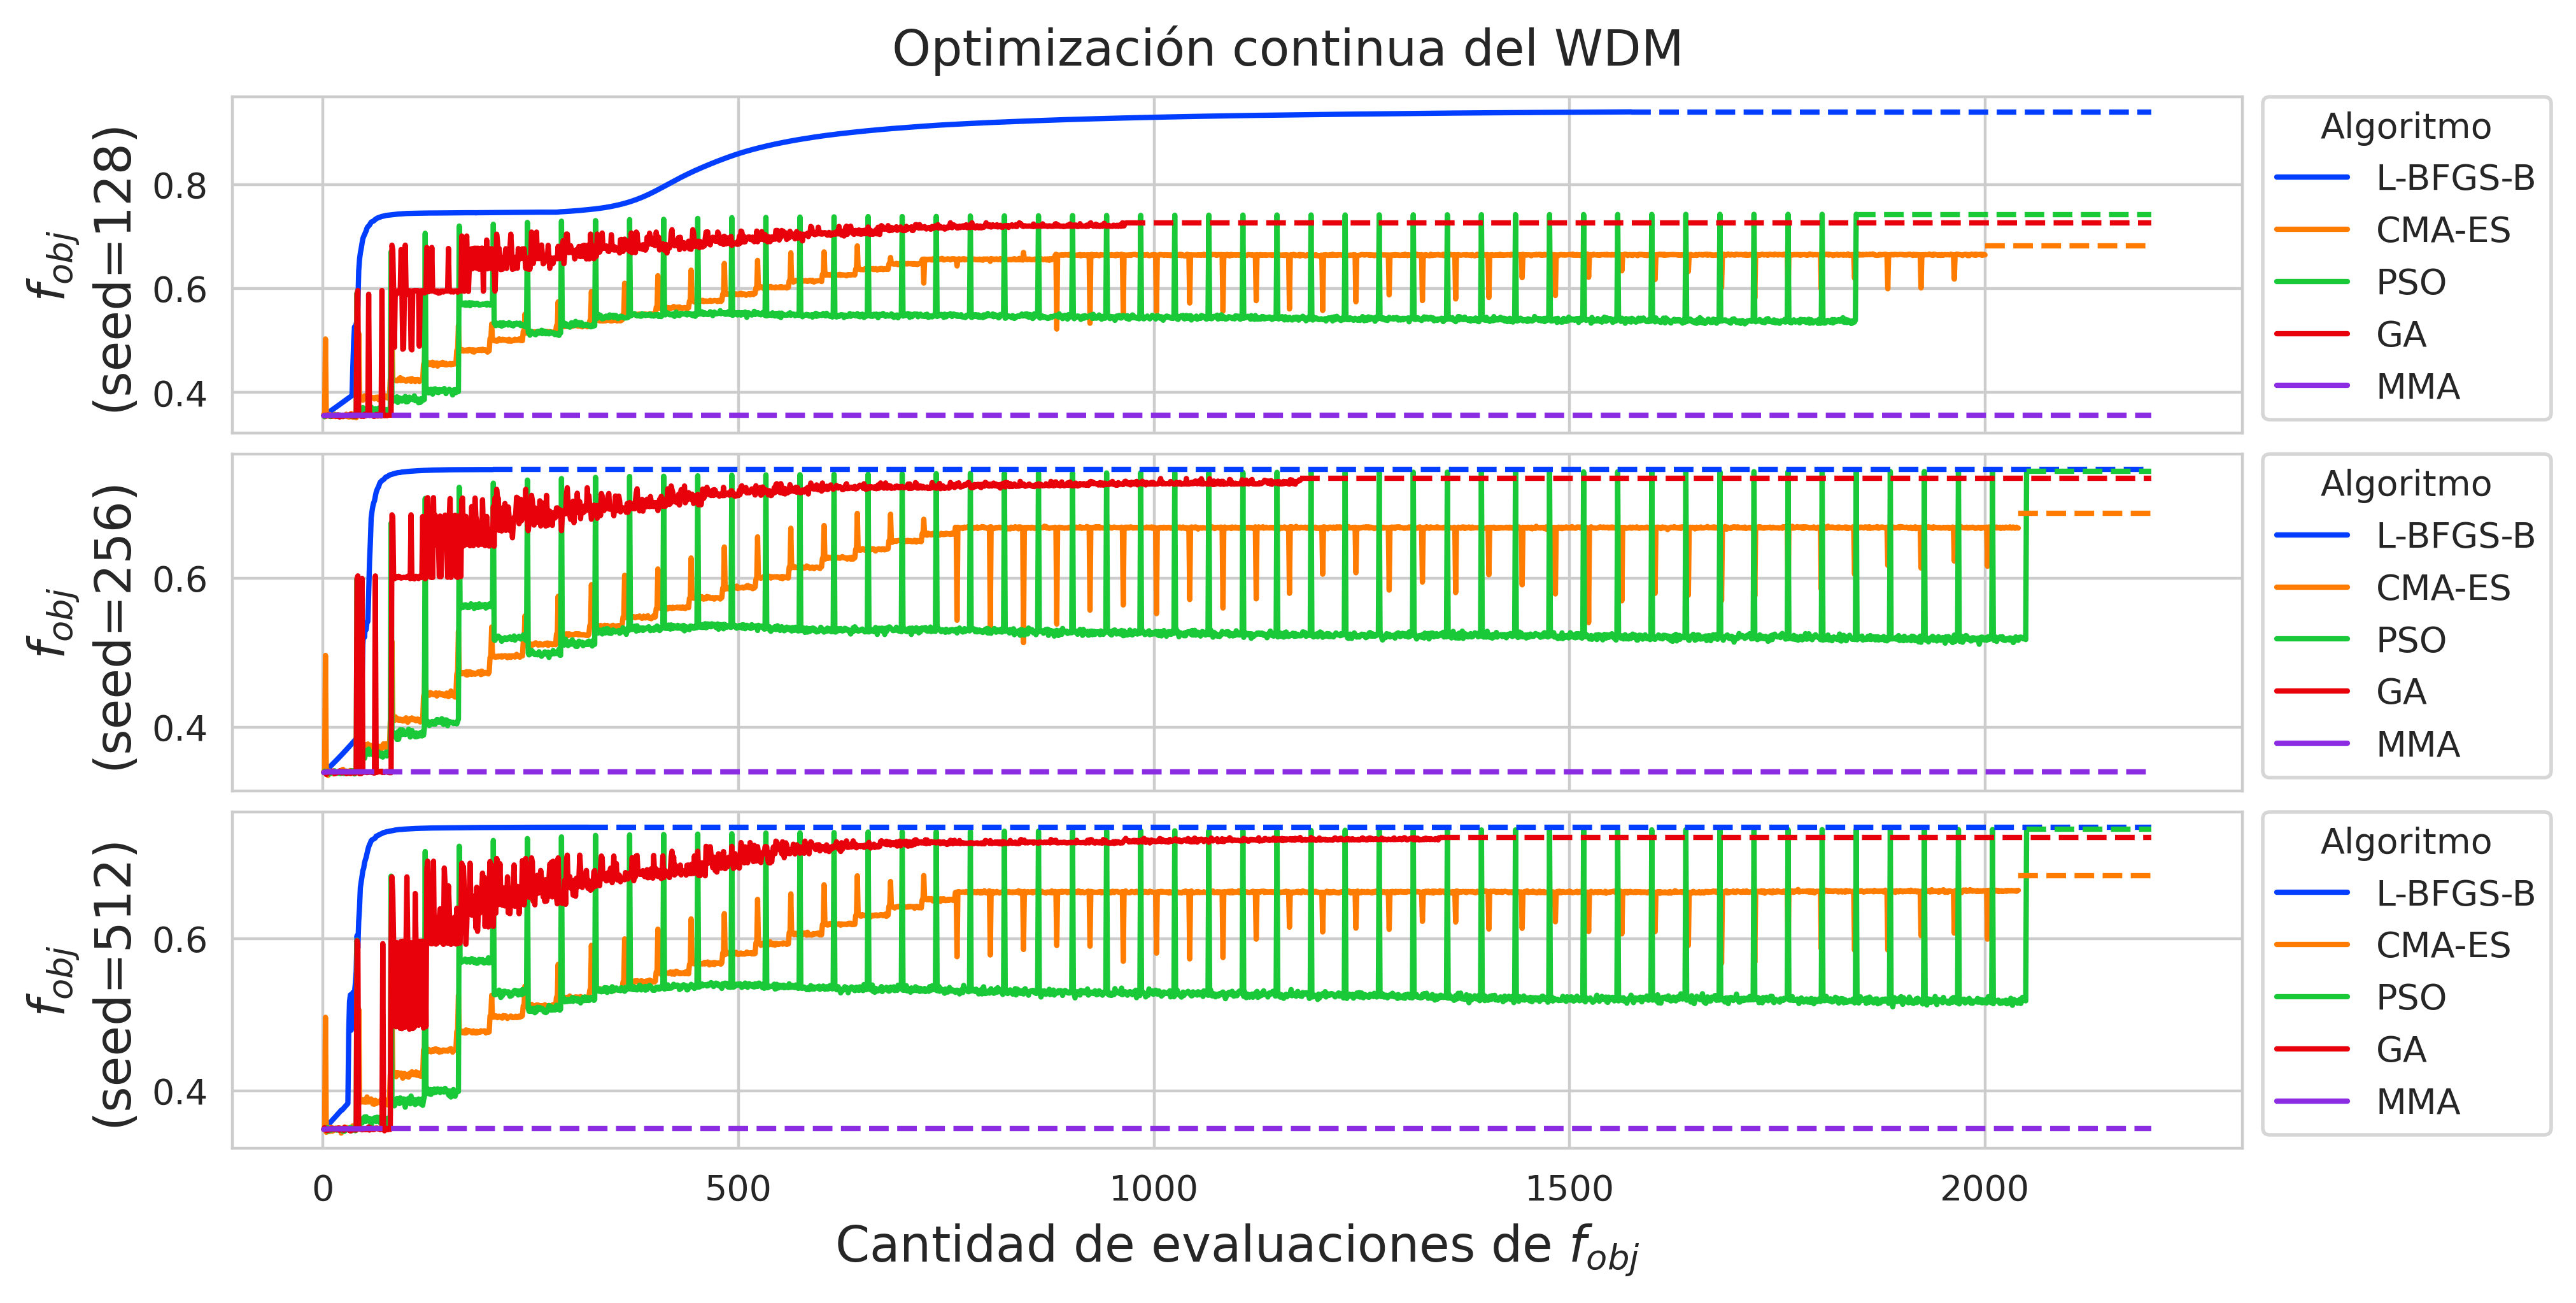 Optimización continua del WDM
f_obj
(seed=128)
0.8
0.6
0.4
Algoritmo
L-BFGS-B
CMA-ES
PSO
GA
MMA
f_obj
(seed=256)
0.6
0.4
Algoritmo
L-BFGS-B
CMA-ES
PSO
GA
MMA
f_obj
(seed=512)
0.6
0.4
Algoritmo
L-BFGS-B
CMA-ES
PSO
GA
MMA
0 500 1000 1500 2000
Cantidad de evaluaciones de f_obj